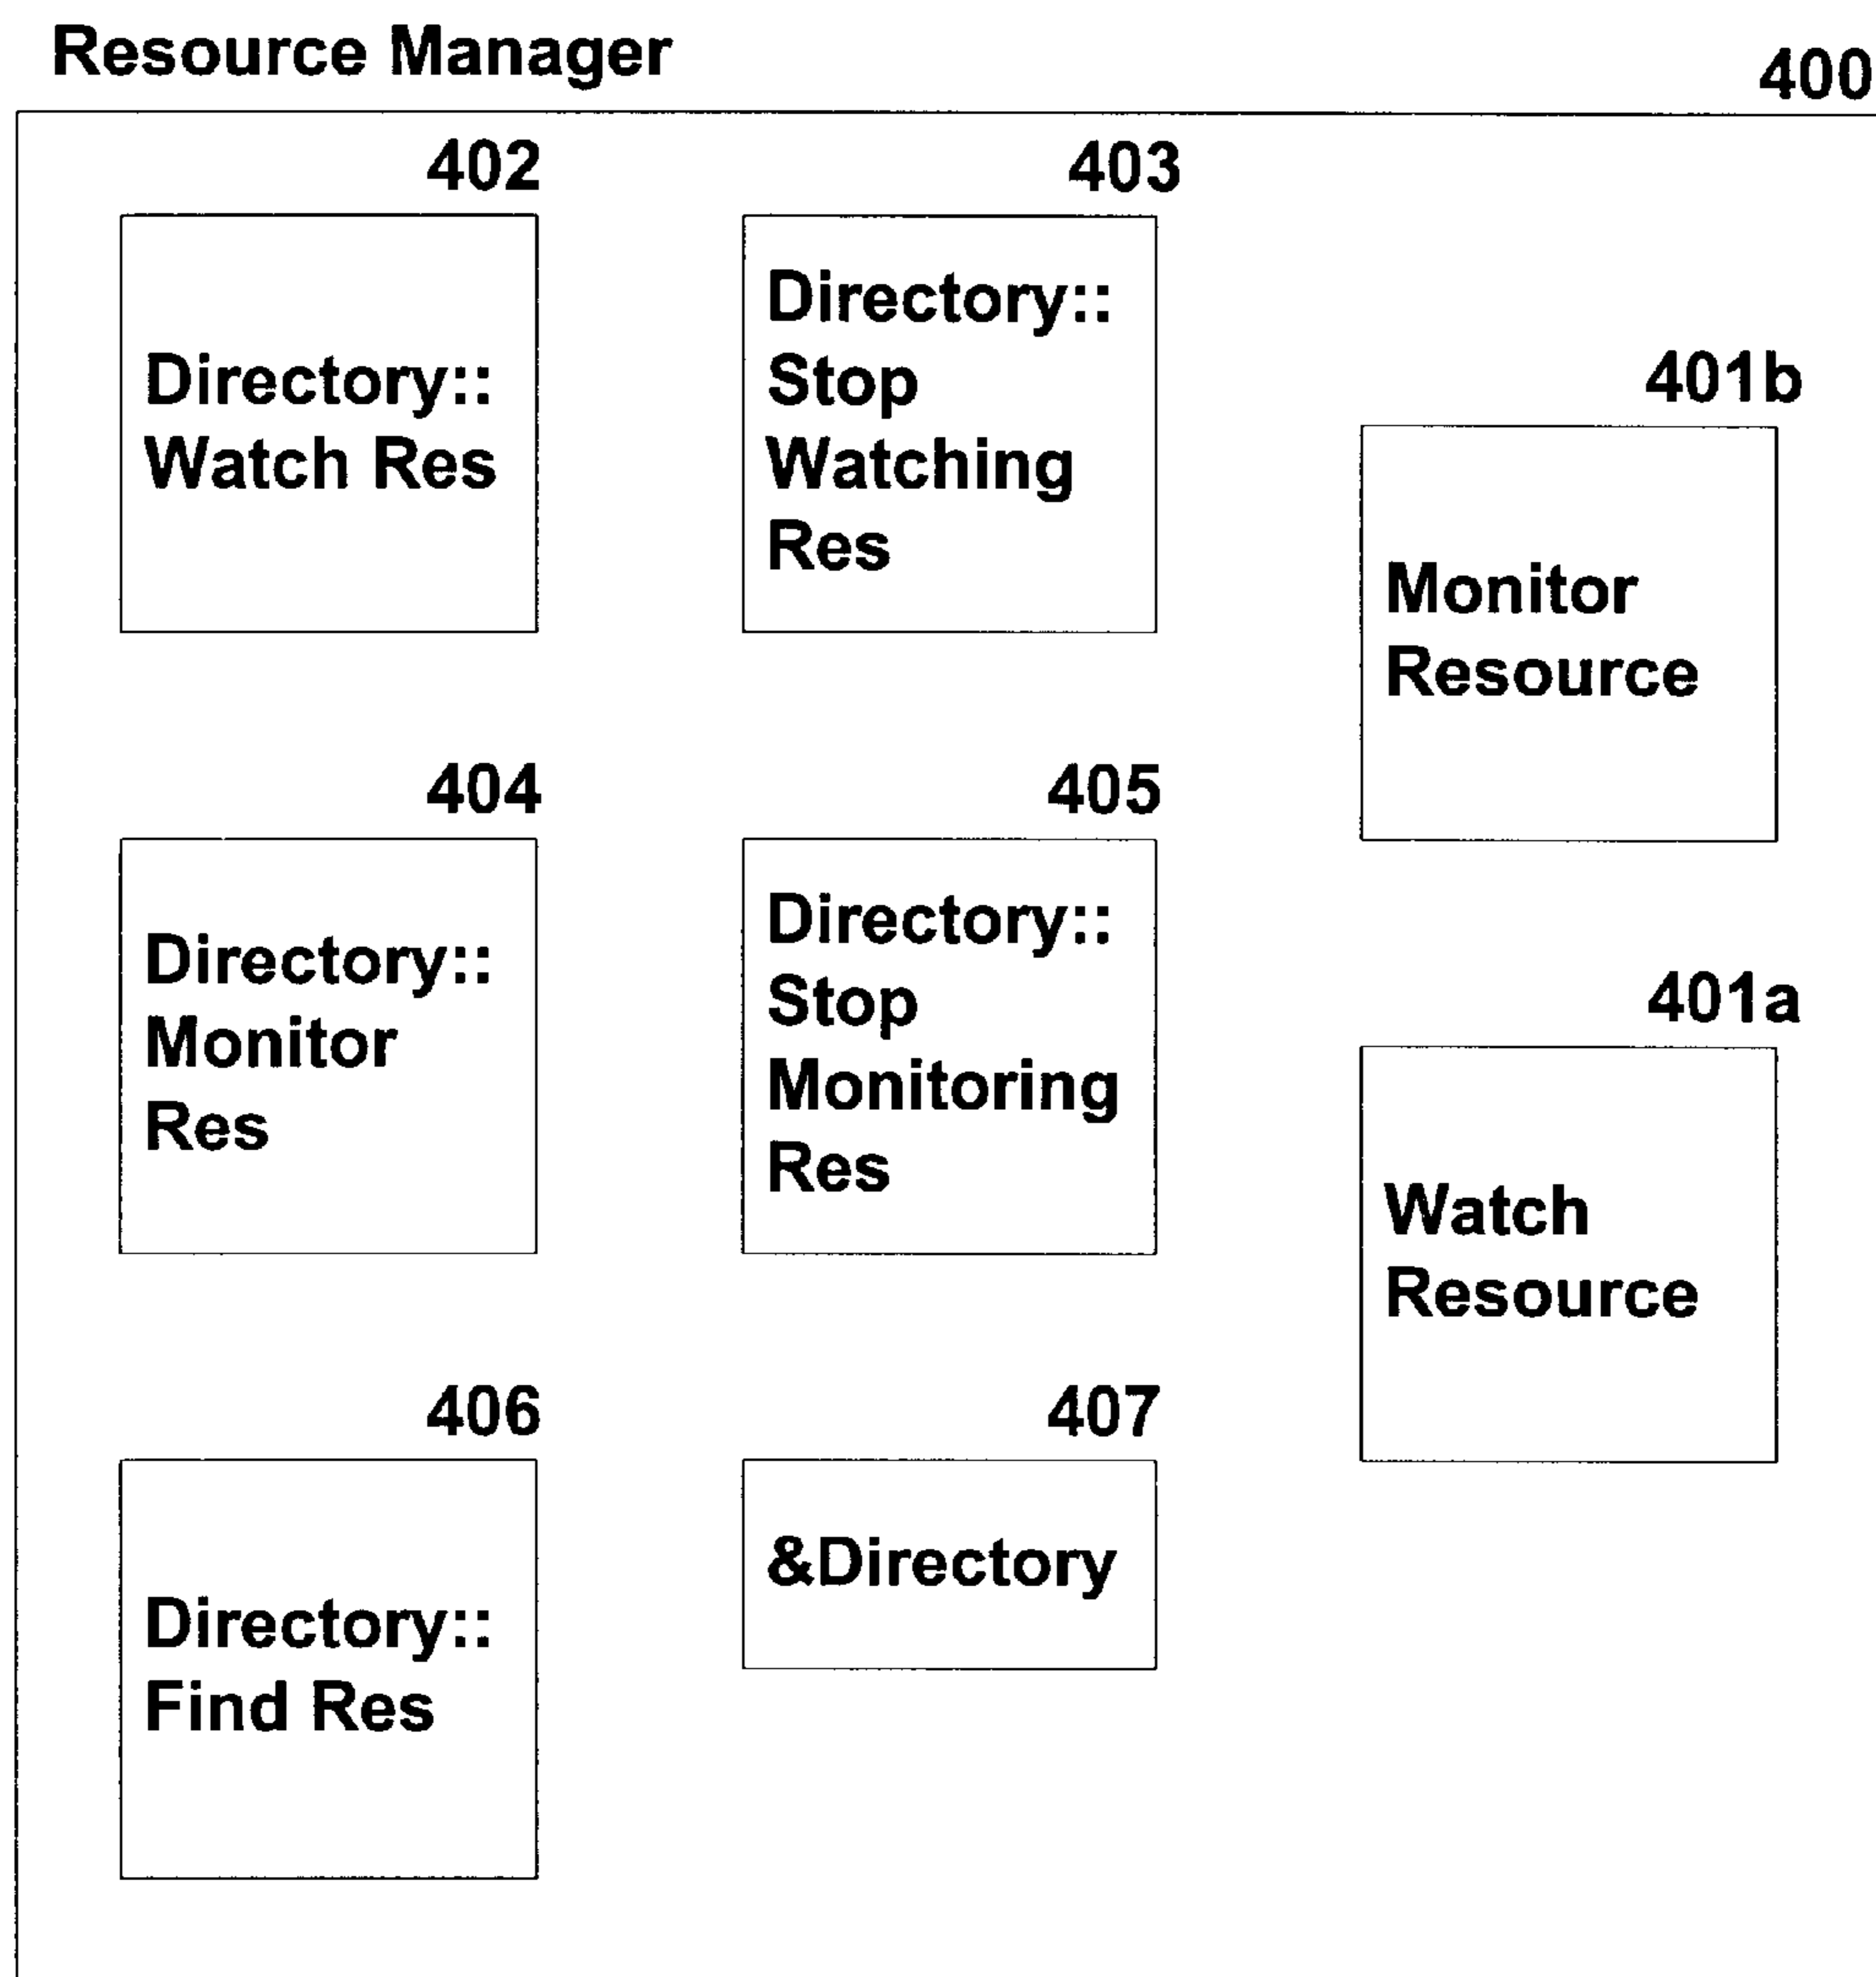 Resource Manager
400
402
Directory::
Watch Res
403
Directory::
Stop
Watching
Res
401b
Monitor
Resource
404
Directory::
Monitor
Res
405
Directory::
Stop
Monitoring
Res
401a
Watch
Resource
406
Directory::
Find Res
407
&Directory